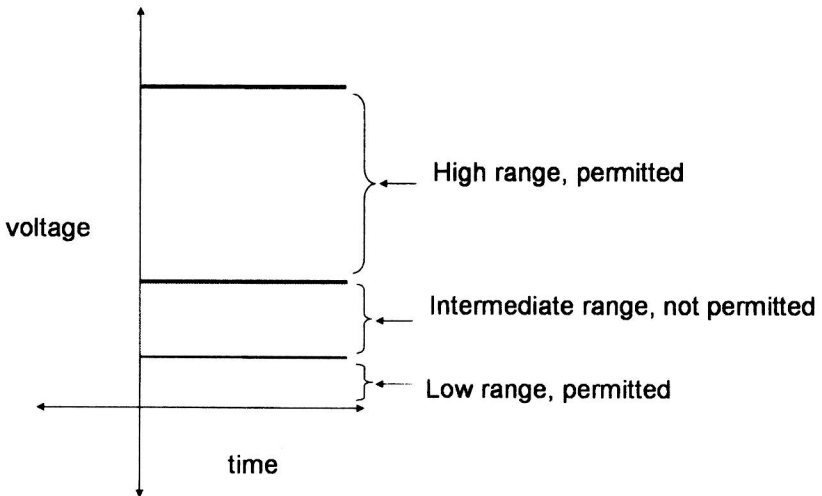 High range, permitted
voltage
Intermediate range, not permitted
Low range, permitted
time